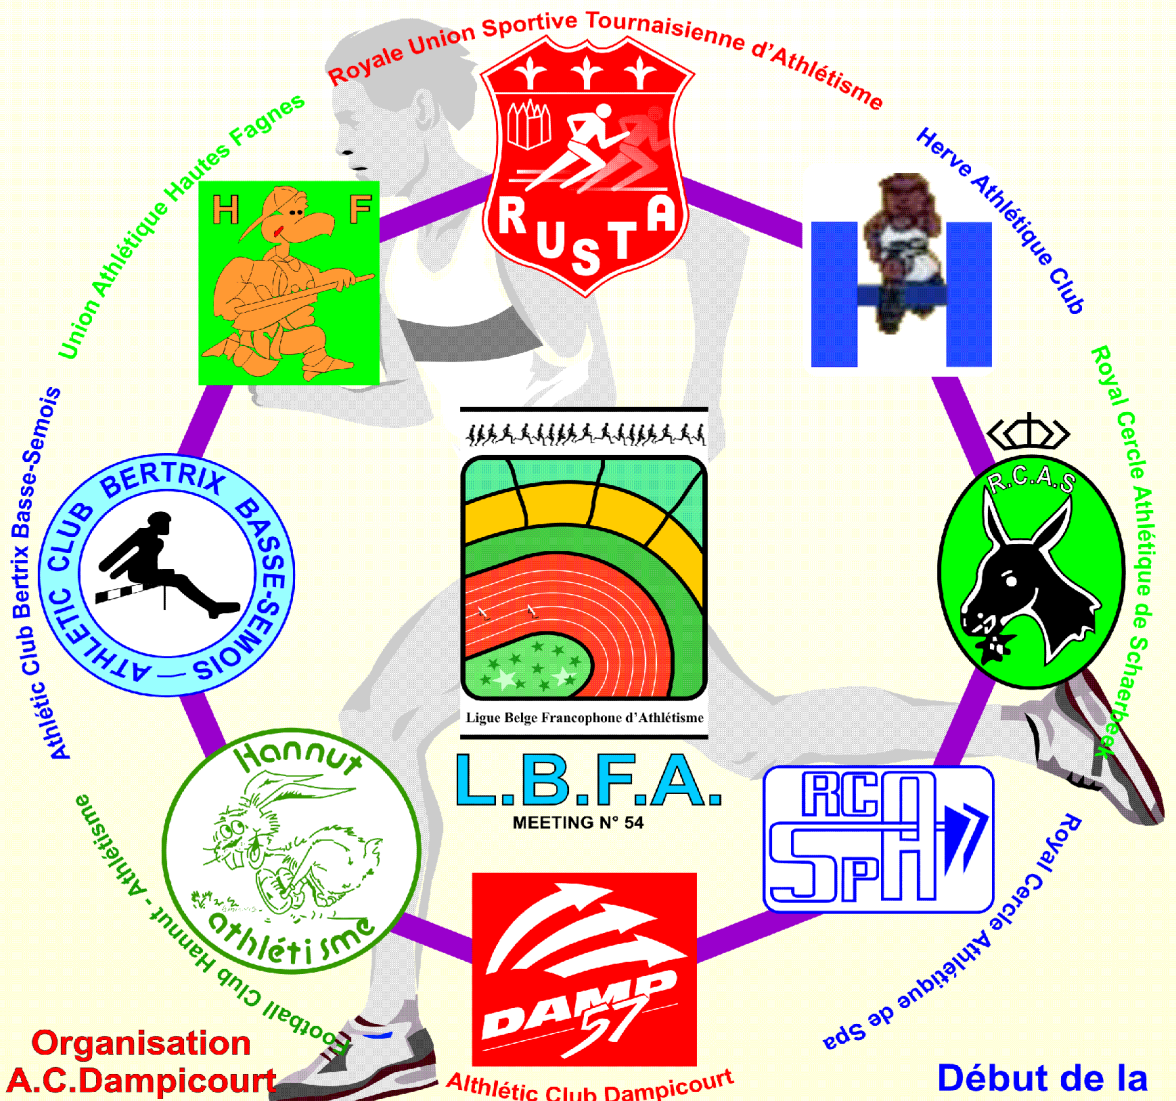 Royale Union Sportive Tournaisienne d'Athlétisme
RUSTA
Union Athlétique Hautes Fagnes
H F
Herve Athlétique Club
H
Royal Cercle Athlétique de Schaerbeek
R.C.A.S
Athlétic Club Bertrix Basse-Semois
ATHLETIC CLUB BERTRIX BASSE-SEMOIS —
Ligue Belge Francophone d'Athlétisme
L.B.F.A.
MEETING N° 54
Hannut
athlétisme
Football Club Hannut - Athlétisme
RCA
SPA
Royal Cercle Athlétique de Spa
DAMP
57
Althlétic Club Dampicourt
Organisation
A.C.Dampicourt
Début de la